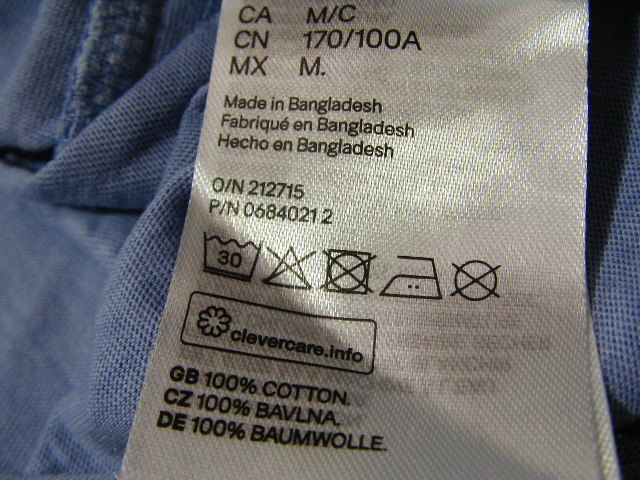 CA M/C
CN 170/100A
MX M.
Made in Bangladesh
Fabriqué en Bangladesh
Hecho en Bangladesh
O/N 212715
P/N 0684021 2
30
clevercare.info
GB 100% COTTON.
CZ 100% BAVLNA.
DE 100% BAUMWOLLE.